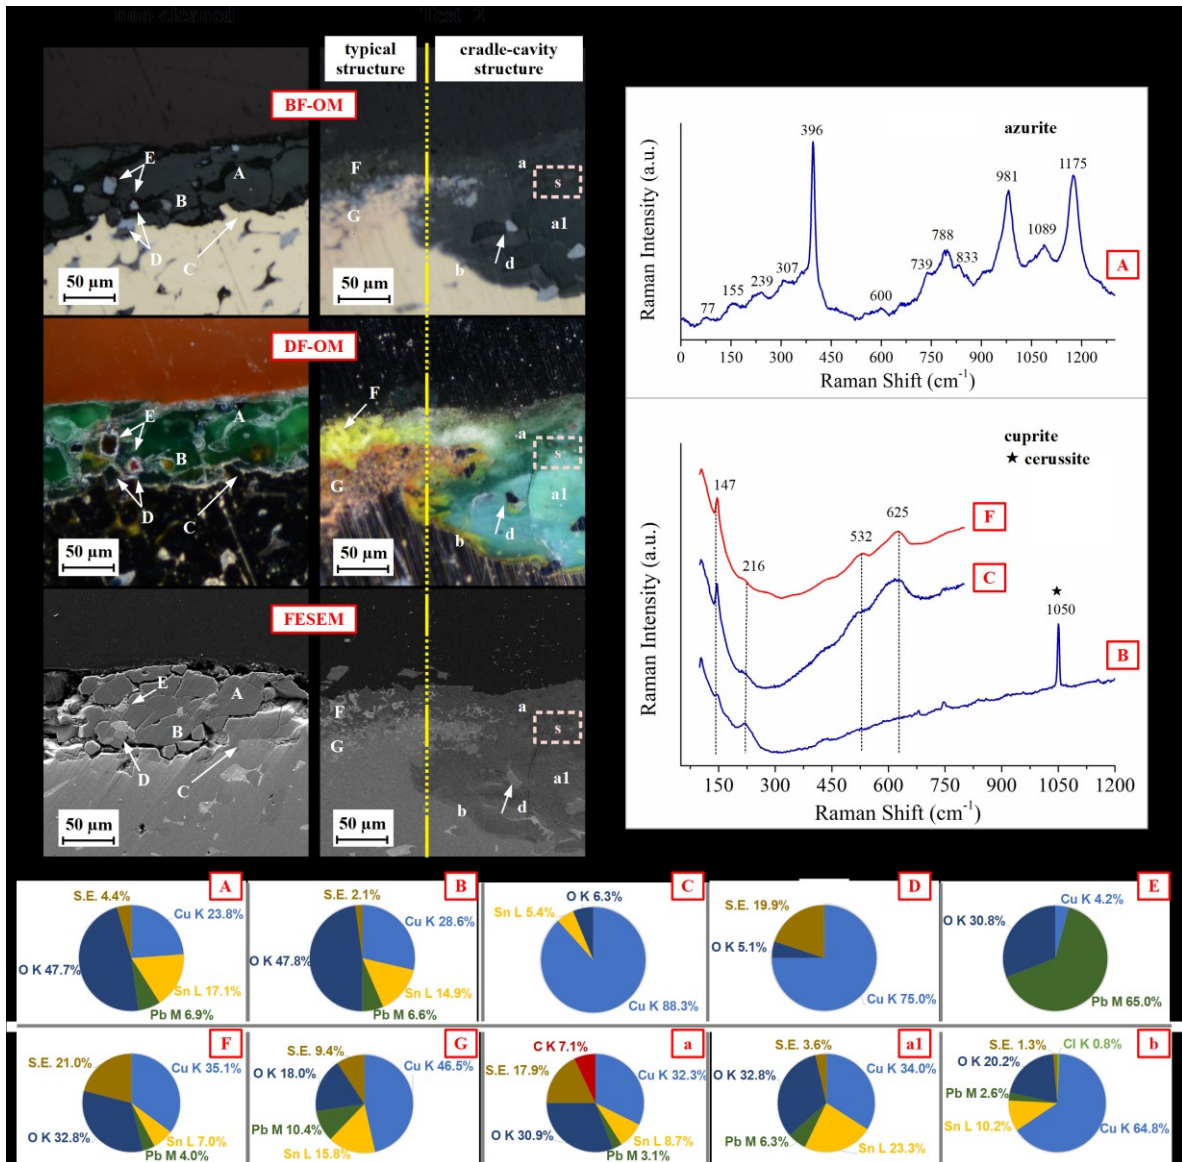 non-cleaned
Test 2
typical
structure
cradle-cavity
structure
BF-OM
E
A
B
D
C
50 µm
F
G
a
s
a1
d
b
50 µm
DF-OM
E
A
B
D
C
50 µm
F
G
a
s
a1
d
b
50 µm
FESEM
E
A
B
D
C
50 µm
F
G
a
s
a1
d
b
50 µm
azurite
396
1175
981
1089
788
833
739
600
307
239
155
77
A
Raman Intensity (a.u.)
0 150 300 450 600 750 900 1050 1200
Raman Shift (cm-1)
cuprite
★ cerussite
147
216
532
625
F
C
★
1050
B
Raman Intensity (a.u.)
150 300 450 600 750 900 1050 1200
Raman Shift (cm-1)
A
S.E. 4.4%
Cu K 23.8%
O K 47.7%
Sn L 17.1%
Pb M 6.9%
B
S.E. 2.1%
Cu K 28.6%
O K 47.8%
Sn L 14.9%
Pb M 6.6%
C
O K 6.3%
Sn L 5.4%
Cu K 88.3%
D
S.E. 19.9%
O K 5.1%
Cu K 75.0%
E
Cu K 4.2%
O K 30.8%
Pb M 65.0%
F
S.E. 21.0%
Cu K 35.1%
O K 32.8%
Sn L 7.0%
Pb M 4.0%
G
S.E. 9.4%
Cu K 46.5%
O K 18.0%
Pb M 10.4%
Sn L 15.8%
a
C K 7.1%
S.E. 17.9%
Cu K 32.3%
O K 30.9%
Sn L 8.7%
Pb M 3.1%
a1
S.E. 3.6%
O K 32.8%
Cu K 34.0%
Pb M 6.3%
Sn L 23.3%
b
Cl K 0.8%
S.E. 1.3%
O K 20.2%
Pb M 2.6%
Sn L 10.2%
Cu K 64.8%